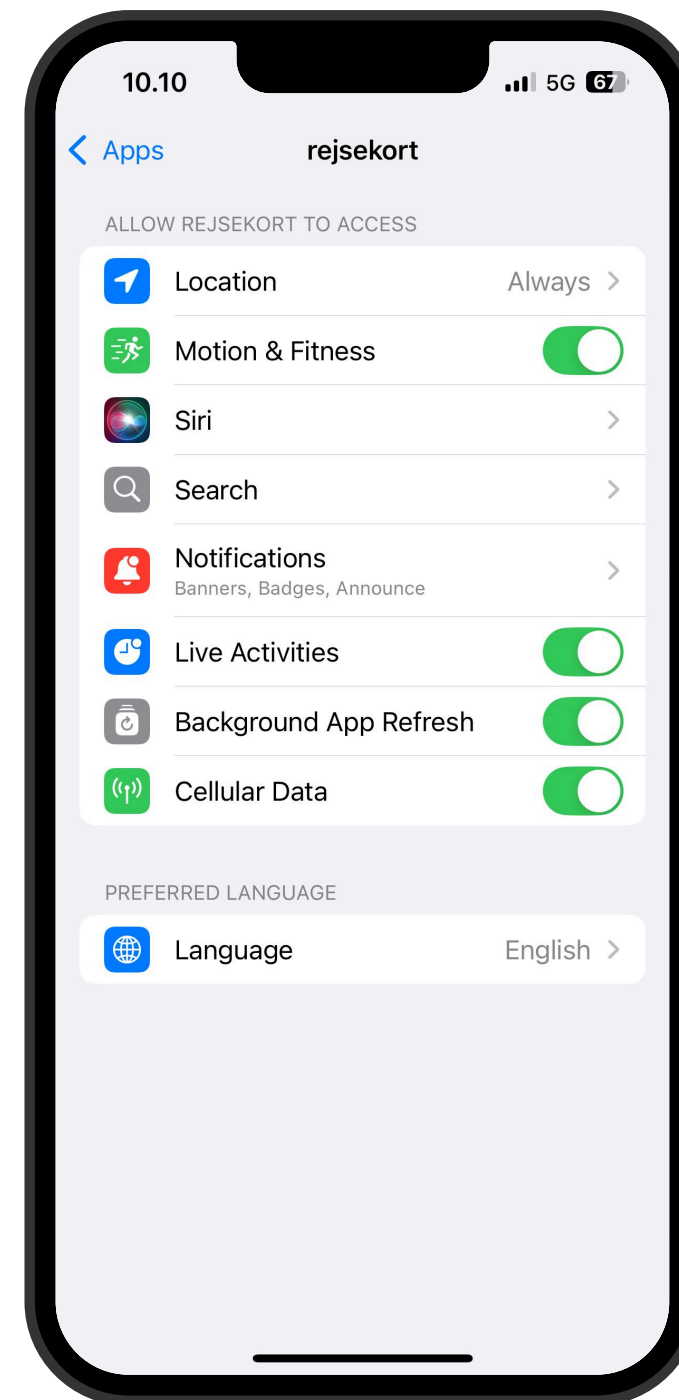 10.10
5G 67
Apps
rejsekort
ALLOW REJSEKORT TO ACCESS
Location Always
Motion & Fitness
Siri
Search
Notifications
Banners, Badges, Announce
Live Activities
Background App Refresh
Cellular Data
PREFERRED LANGUAGE
Language English